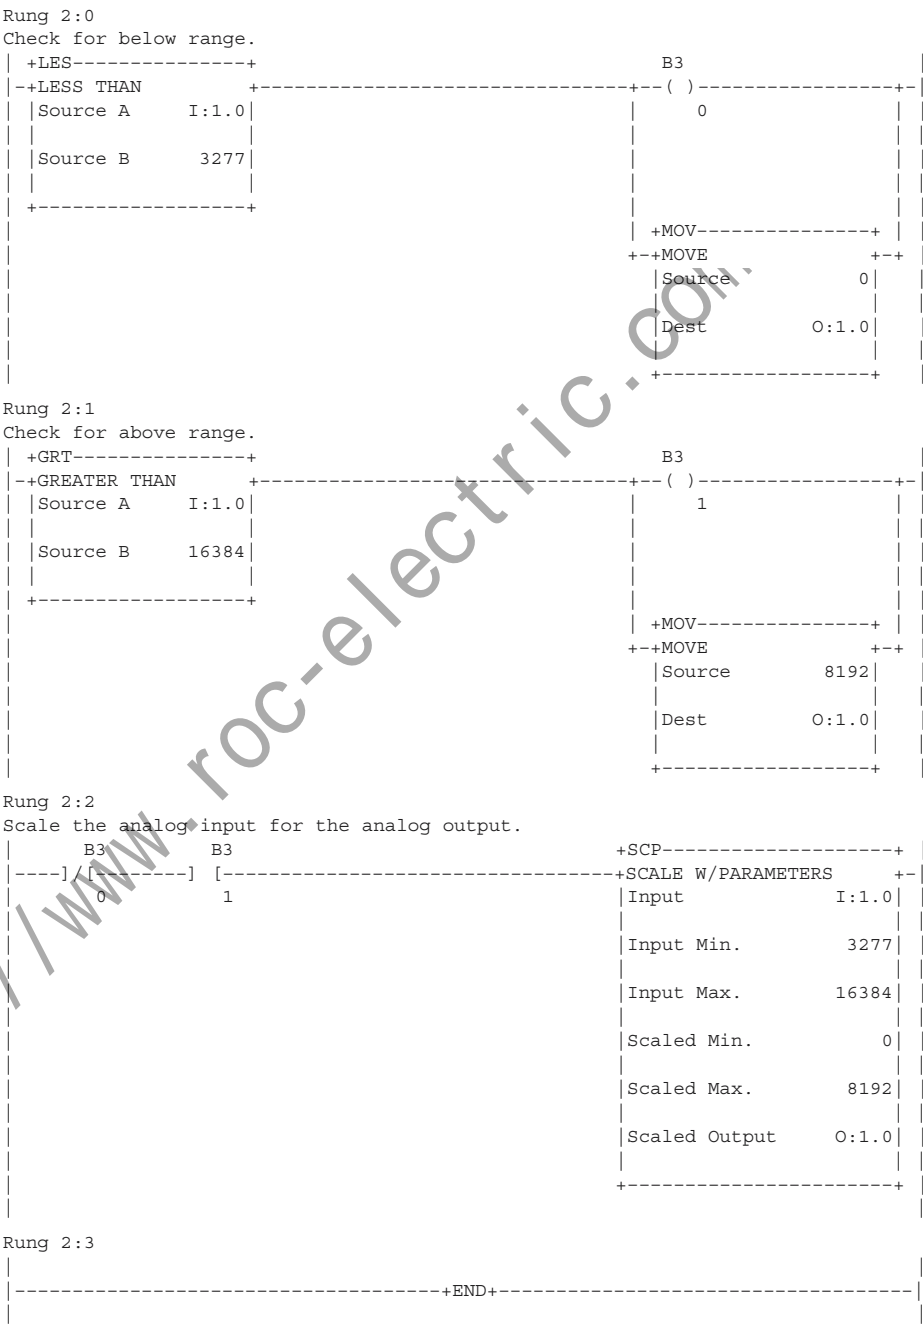 Rung 2:0
Check for below range.
| +LES---------------+ B3 |
|-+LESS THAN +--------------------------------+--( )-----------------+-|
| |Source A I:1.0| | 0 | |
| | | | | |
| |Source B 3277| | | |
| | | | | |
| +------------------+ | | |
| | +MOV---------------+ | |
| +-+MOVE +-+ |
| |Source 0| |
| | | |
| |Dest O:1.0| |
| | | |
| +------------------+ |
Rung 2:1
Check for above range.
| +GRT---------------+ B3 |
|-+GREATER THAN +--------------------------------+--( )-----------------+-|
| |Source A I:1.0| | 1 | |
| | | | | |
| |Source B 16384| | | |
| | | | | |
| +------------------+ | | |
| | +MOV---------------+ | |
| +-+MOVE +-+ |
| |Source 8192| |
| | | |
| |Dest O:1.0| |
| | | |
| +------------------+ |
Rung 2:2
Scale the analog input for the analog output.
| B3 B3 +SCP--------------------+ |
|----]/[--------] [----------------------------------+SCALE W/PARAMETERS +-|
| 0 1 |Input I:1.0| |
| | | |
| |Input Min. 3277| |
| | | |
| |Input Max. 16384| |
| | | |
| |Scaled Min. 0| |
| | | |
| |Scaled Max. 8192| |
| | | |
| |Scaled Output O:1.0| |
| | | |
| +-----------------------+ |
| |
Rung 2:3
| |
|-------------------------------------+END+------------------------------------|
| |
//www.roc-electric.com